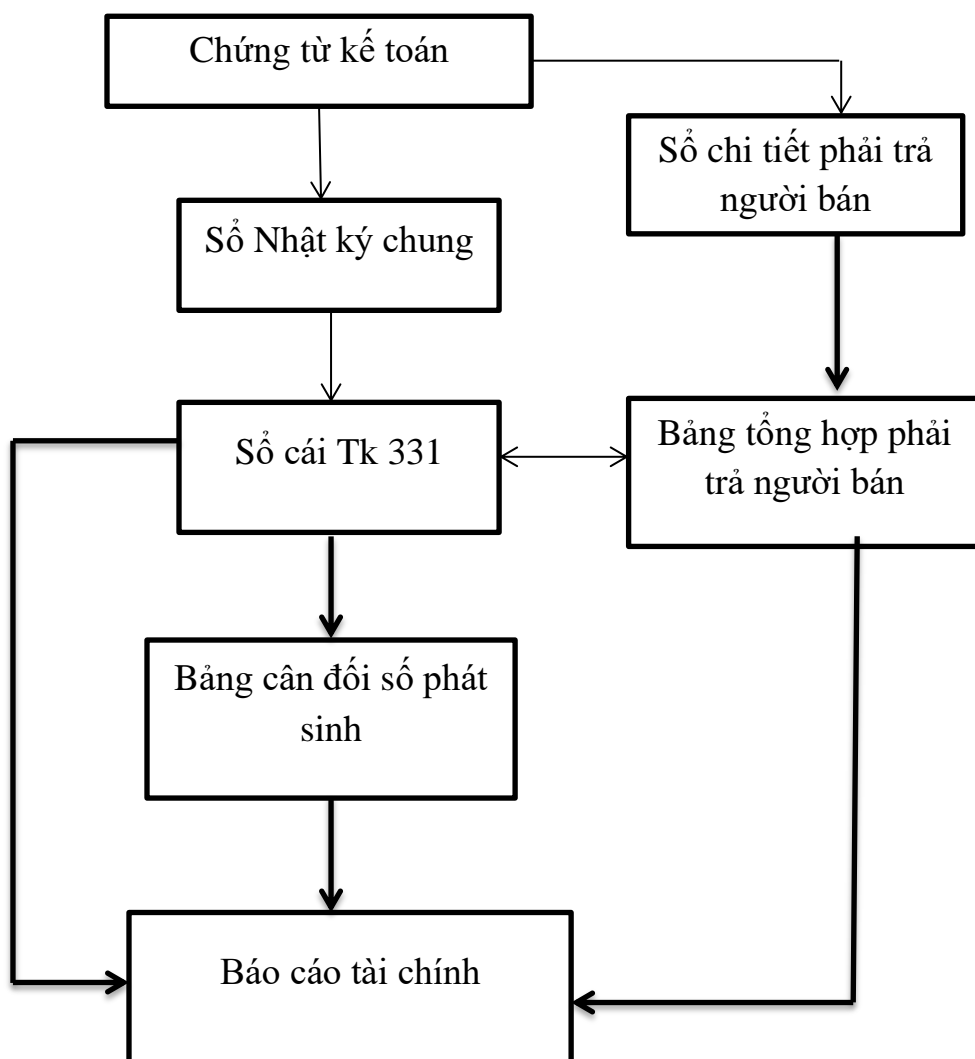 Chứng từ kế toán
Sổ chi tiết phải trả
người bán
Sổ Nhật ký chung
Sổ cái Tk 331
Bảng tổng hợp phải
trả người bán
Bảng cân đối số phát
sinh
Báo cáo tài chính